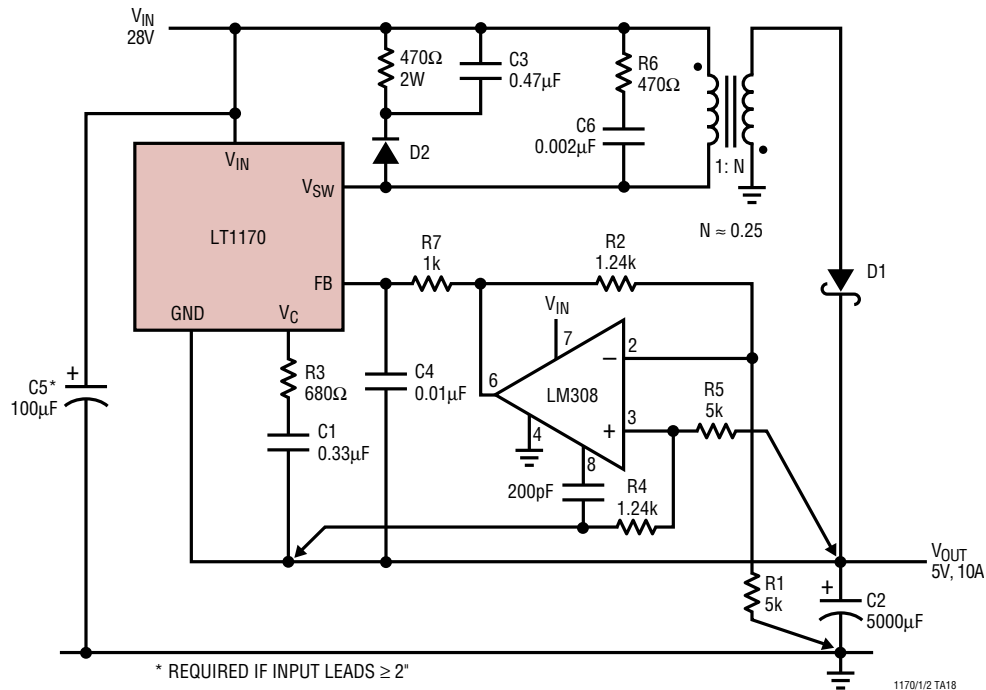 V_IN
28V
470Ω
2W
C3
0.47μF
R6
470Ω
C6
0.002μF
D2
1: N
N ≈ 0.25
V_IN
V_SW
LT1170
FB
GND
V_C
R7
1k
R2
1.24k
D1
V_IN
7
2
–
6
LM308
3
+
4
8
R5
5k
R3
680Ω
C4
0.01μF
C1
0.33μF
200pF
R4
1.24k
+
C5*
100μF
V_OUT
5V, 10A
R1
5k
+
C2
5000μF
* REQUIRED IF INPUT LEADS ≥ 2"
1170/1/2 TA18